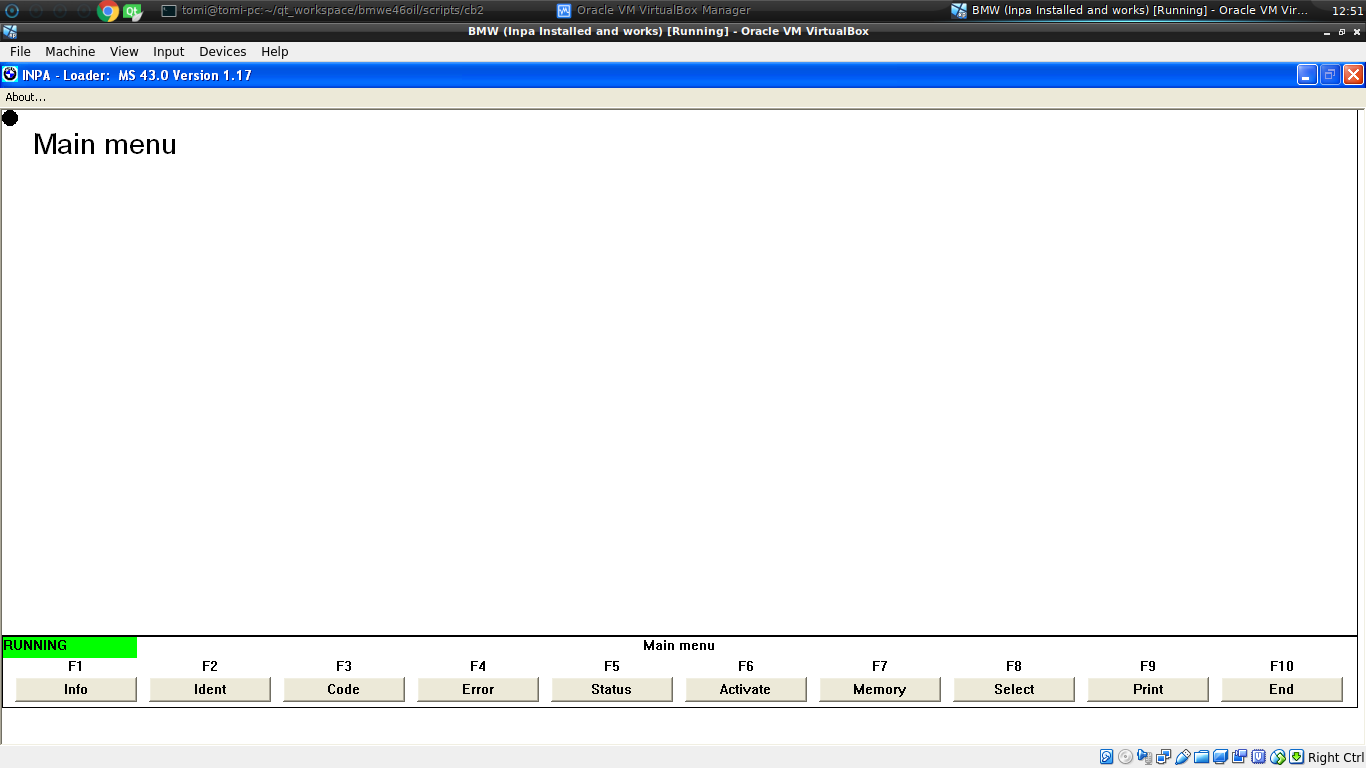 tomi@tomi-pc:~/qt_workspace/bmwe46oil/scripts/cb2
Oracle VM VirtualBox Manager
BMW (Inpa Installed and works) [Running] - Oracle VM Vir...
12:51
BMW (Inpa Installed and works) [Running] - Oracle VM VirtualBox
File Machine View Input Devices Help
INPA - Loader: MS 43.0 Version 1.17
About...
Main menu
RUNNING
Main menu
F1 F2 F3 F4 F5 F6 F7 F8 F9 F10
Info Ident Code Error Status Activate Memory Select Print End
Right Ctrl